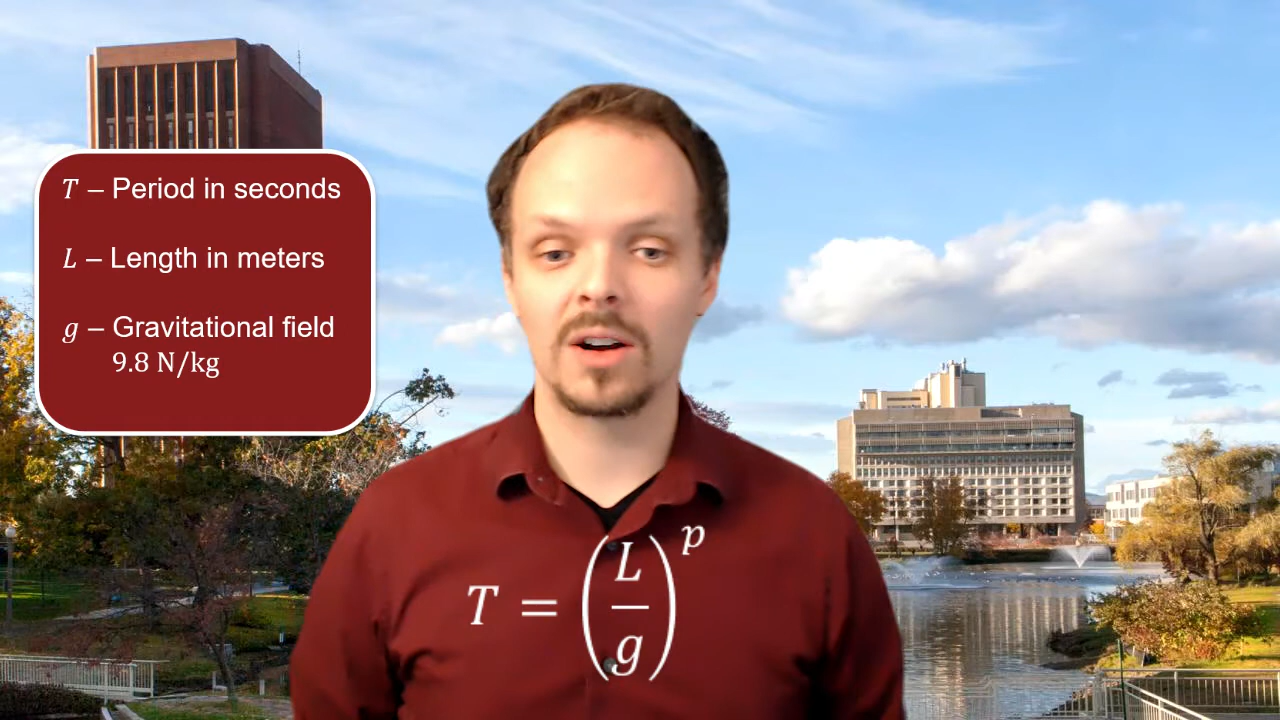 T – Period in seconds
L – Length in meters
g – Gravitational field
9.8 N/kg
T = (L/g)^p